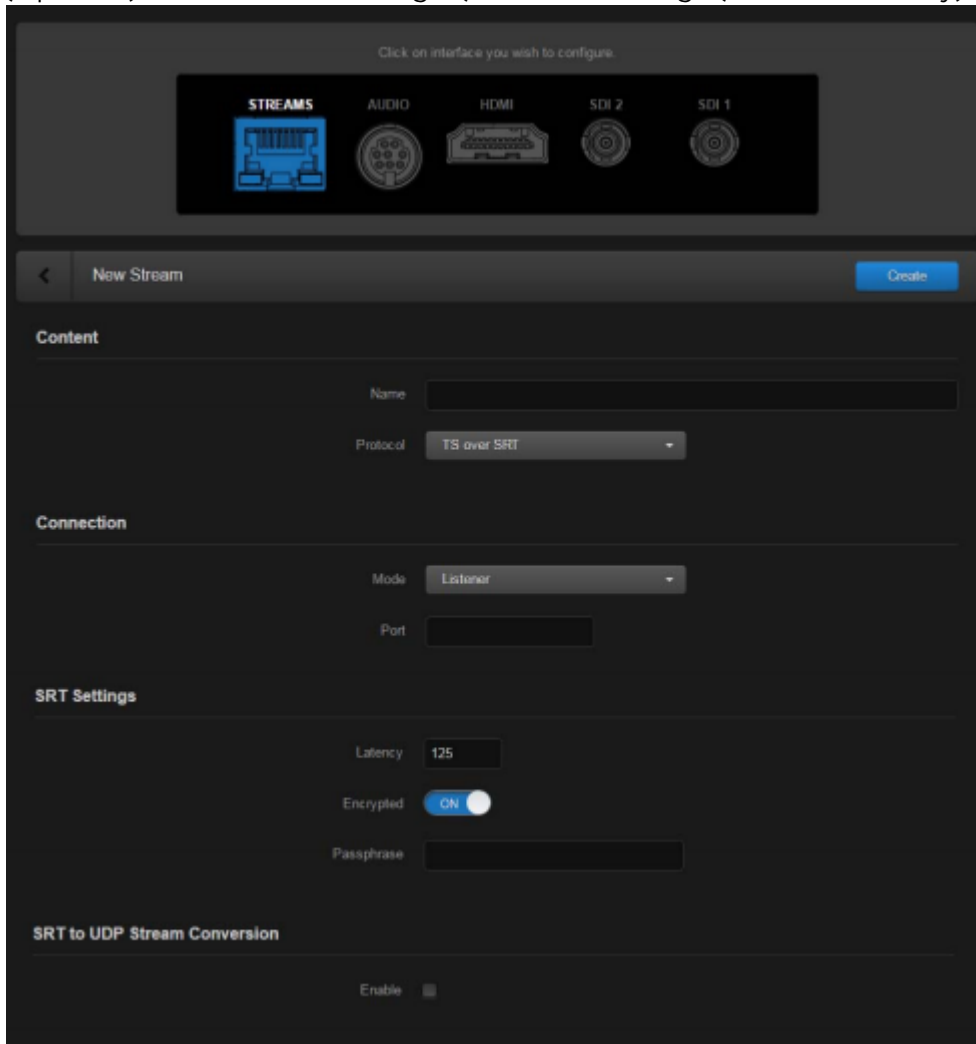 Click on interface you wish to configure.
STREAMS AUDIO HDMI SDI 2 SDI 1
New Stream Create
Content
Name
Protocol TS over SRT
Connection
Mode Listener
Port
SRT Settings
Latency 125
Encrypted ON
Passphrase
SRT to UDP Stream Conversion
Enable